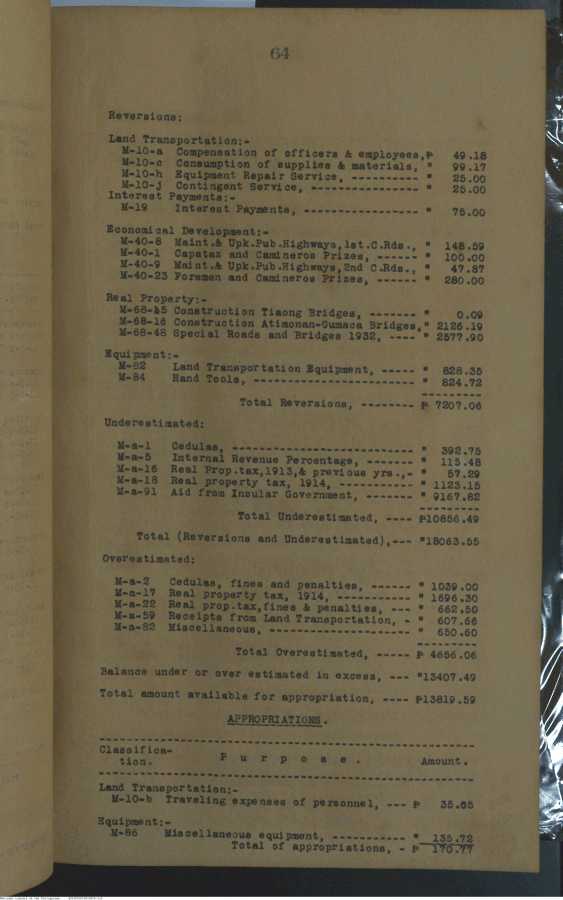 64
Reversions:
Land Transportation:-
M-10-a Compensation of officers & employees,₱ 49.18
M-10-c Consumption of supplies & materials, " 99.17
M-10-h Equipment Repair Service, ---------- " 25.00
M-10-j Contingent Service, ---------------- " 25.00
Interest Payments:-
M-19 Interest Payments, ----------------- " 75.00
Economical Development:-
M-40-8 Maint.& Upk.Pub.Highways,1st.C.Rds., " 148.59
M-40-1 Capataz and Camineros Prizes, ------ " 100.00
M-40-9 Maint.& Upk.Pub.Highways,2nd C.Rds., " 47.87
M-40-23 Foremen and Camineros Prizes, ------ " 280.00
Real Property:-
M-68-b5 Construction Tiaong Bridges, ------- " 0.09
M-68-16 Construction Atimonan-Gumaca Bridges," 2126.19
M-68-48 Special Roads and Bridges 1932, ---- " 2577.90
Equipment:-
M-82 Land Transportation Equipment, ----- " 828.35
M-84 Hand Tools, ------------------------ " 824.72
Total Reversions, -------- ₱ 7207.06
Underestimated:
M-a-1 Cedulas, --------------------------- " 392.75
M-a-5 Internal Revenue Percentage, ------- " 115.48
M-a-16 Real Prop.tax,1913,& previous yrs.,- " 57.29
M-a-18 Real property tax, 1914, ----------- " 1123.15
M-a-91 Aid from Insular Government, ------- " 9167.82
Total Underestimated, ---- ₱10856.49
Total (Reversions and Underestimated),--- "18063.55
Overestimated:
M-a-2 Cedulas, fines and penalties, ------ " 1039.00
M-a-17 Real property tax, 1914, ----------- " 1696.30
M-a-22 Real prop.tax,fines & penalties, --- " 662.50
M-a-59 Receipts from Land Transportation, - " 607.66
M-a-82 Miscellaneous, --------------------- " 650.60
Total Overestimated, ----- ₱ 4656.06
Balance under or over estimated in excess, --- "13407.49
Total amount available for appropriation, ---- ₱13819.59
APPROPRIATIONS.
Classifica-
tion. P u r p o s e . Amount.
Land Transportation:-
M-10-b Traveling expenses of personnel, --- ₱ 35.05
Equipment:-
M-86 Miscellaneous equipment, ----------- " 135.72
Total of appropriations, - ₱ 170.77